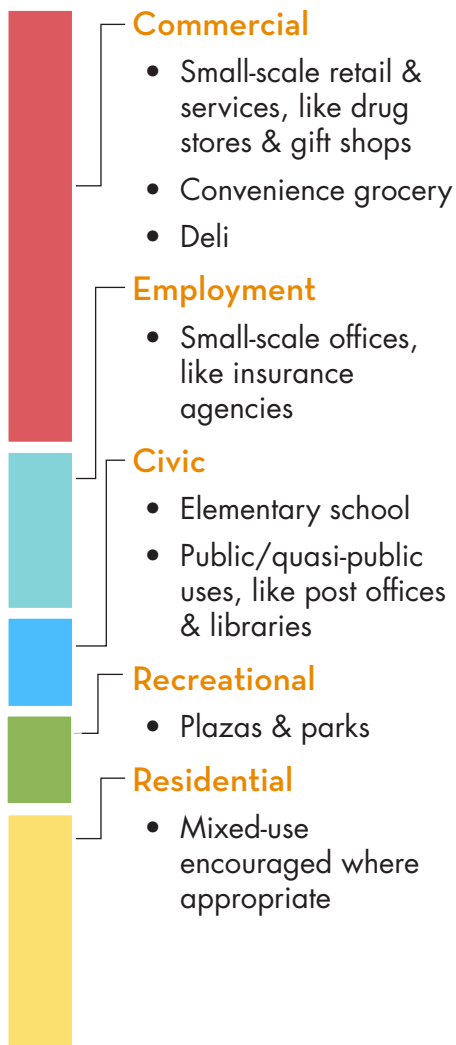 Commercial
• Small-scale retail &
services, like drug
stores & gift shops
• Convenience grocery
• Deli
Employment
• Small-scale offices,
like insurance
agencies
Civic
• Elementary school
• Public/quasi-public
uses, like post offices
& libraries
Recreational
• Plazas & parks
Residential
• Mixed-use
encouraged where
appropriate